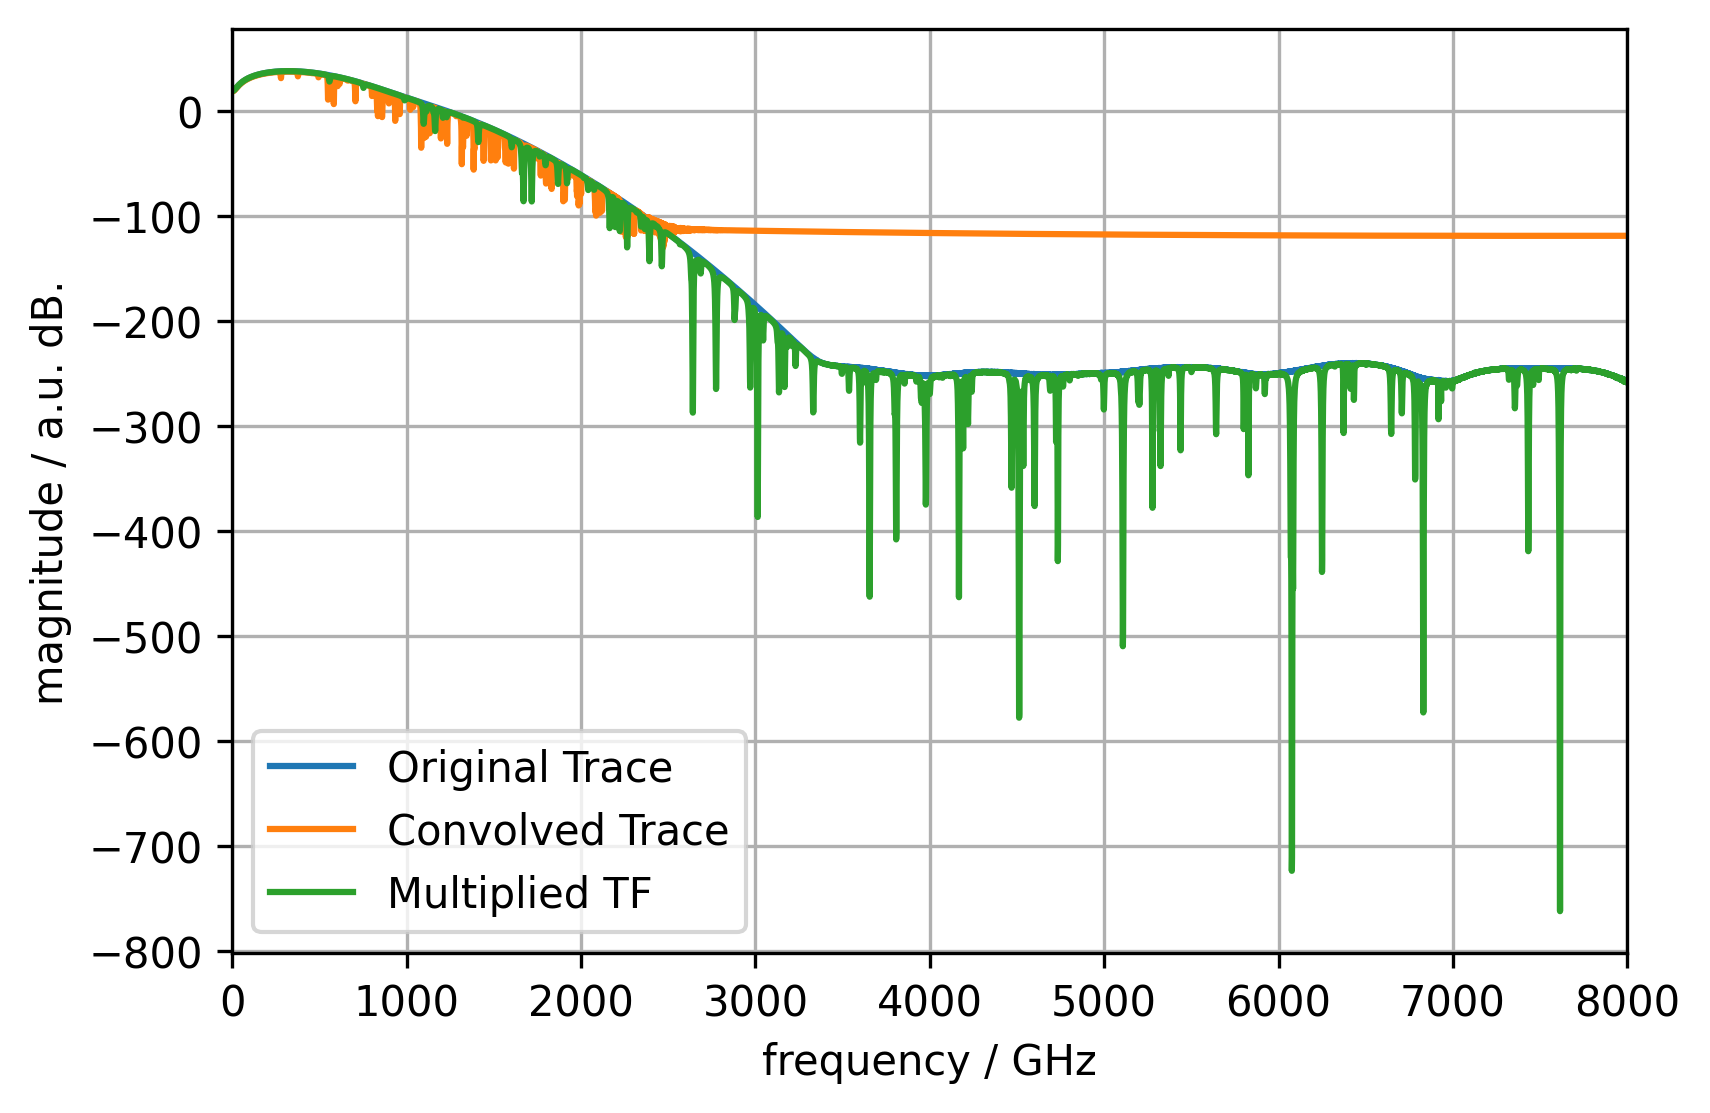 0
−100
−200
−300
−400
−500
−600
−700
−800
magnitude / a.u. dB.
Original Trace
Convolved Trace
Multiplied TF
0 1000 2000 3000 4000 5000 6000 7000 8000
frequency / GHz